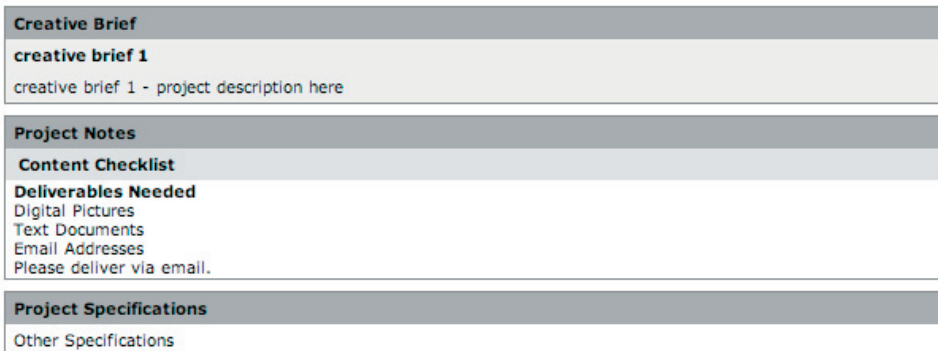 Creative Brief
creative brief 1
creative brief 1 - project description here
Project Notes
Content Checklist
Deliverables Needed
Digital Pictures
Text Documents
Email Addresses
Please deliver via email.
Project Specifications
Other Specifications